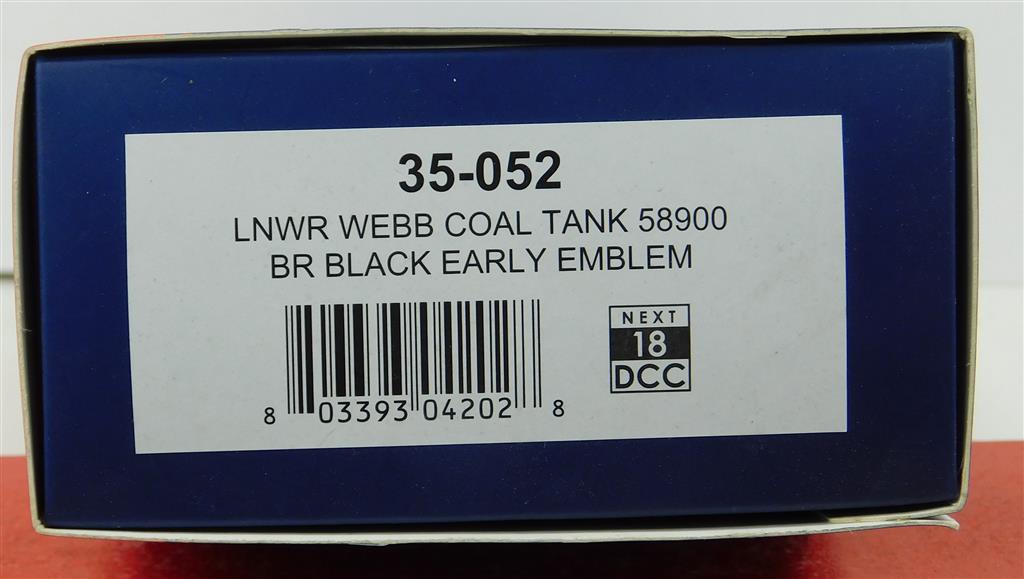 35-052
LNWR WEBB COAL TANK 58900
BR BLACK EARLY EMBLEM
NEXT
18
DCC
8 03393 04202 8